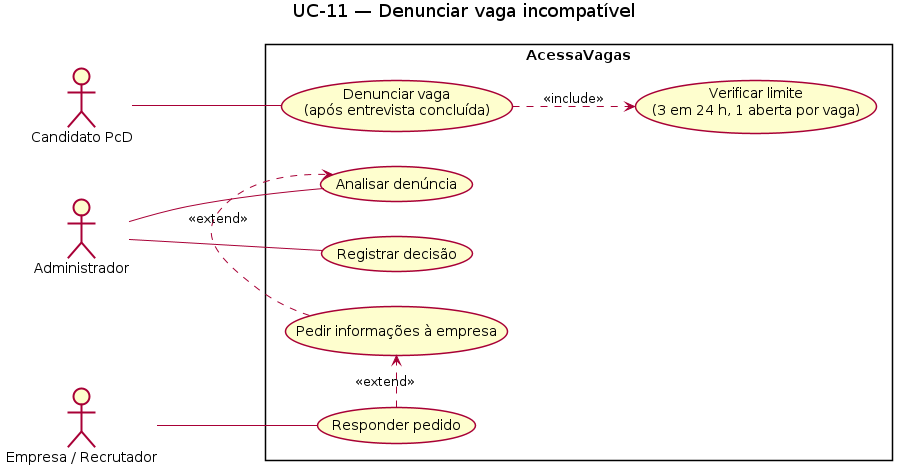 UC-11 — Denunciar vaga incompatível
AcessaVagas
Denunciar vaga
(após entrevista concluída)
«include»
Verificar limite
(3 em 24 h, 1 aberta por vaga)
Candidato PcD
Analisar denúncia
«extend»
Administrador
Registrar decisão
Pedir informações à empresa
«extend»
Responder pedido
Empresa / Recrutador